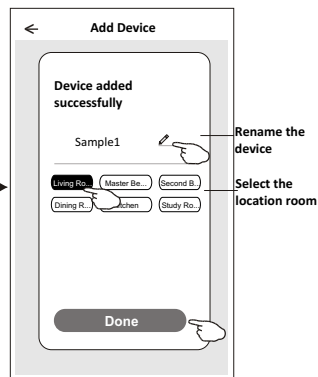 Add Device
Device added
successfully
Sample1
Rename the
device
Living Ro...
Master Be...
Second B...
Select the
location room
Dining R...
tchen
Study Ro...
Done